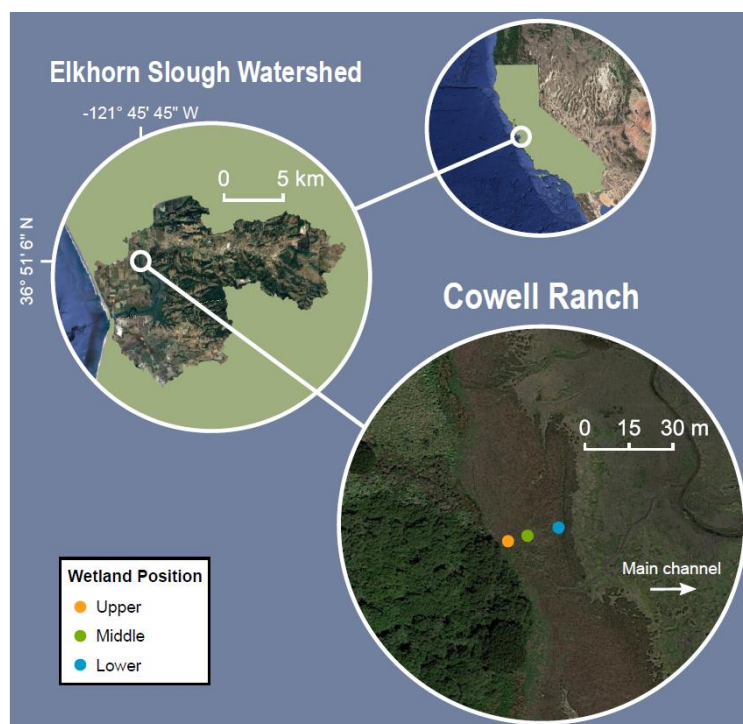 Elkhorn Slough Watershed
-121° 45' 45" W
0 5 km
36° 51' 6" N
Cowell Ranch
0 15 30 m
Main channel
Wetland Position
Upper
Middle
Lower